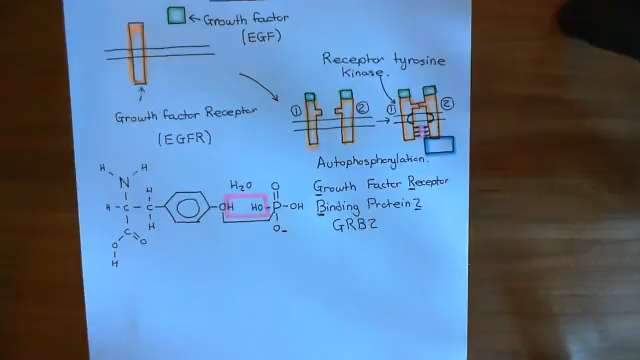 Growth factor
(EGF)
Receptor tyrosine
kinase.
Growth Factor Receptor
(EGFR)
① ②
① ②
Autophosphorylation.
Growth Factor Receptor
Binding Protein 2
GRB2
H H
N
H
H - C - C
H
C O
O
H
H₂O
OH HO - P - OH
O
O-